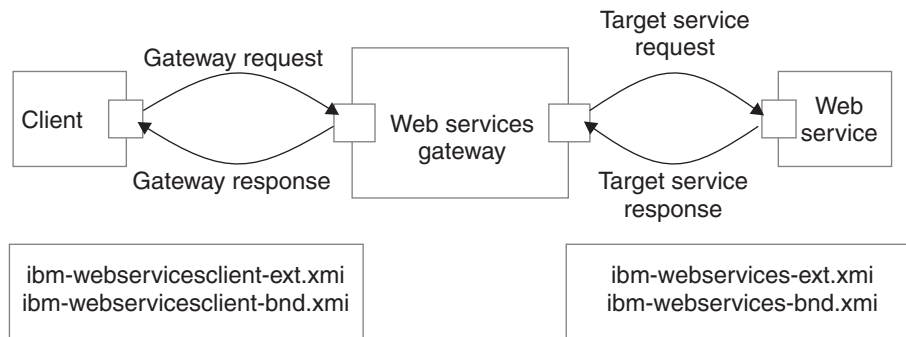 Gateway request
Target service
request
Client
Web services
gateway
Web
service
Gateway response
Target service
response
ibm-webservicesclient-ext.xmi
ibm-webservicesclient-bnd.xmi
ibm-webservices-ext.xmi
ibm-webservices-bnd.xmi